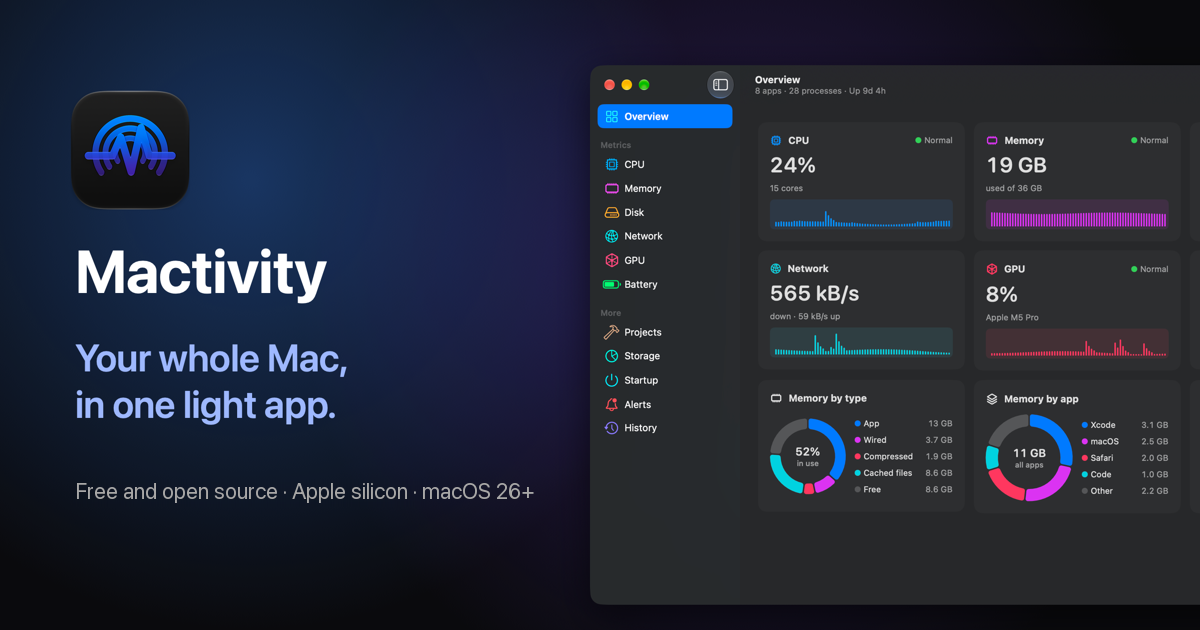 Mactivity
Your whole Mac,
in one light app.
Free and open source · Apple silicon · macOS 26+
Overview
Metrics
CPU
Memory
Disk
Network
GPU
Battery
More
Projects
Storage
Startup
Alerts
History
Overview
8 apps · 28 processes · Up 9d 4h
CPU
Normal
24%
15 cores
Memory
Normal
19 GB
used of 36 GB
Network
565 kB/s
down · 59 kB/s up
GPU
Normal
8%
Apple M5 Pro
Memory by type
52%
in use
App 13 GB
Wired 3.7 GB
Compressed 1.9 GB
Cached files 8.6 GB
Free 8.6 GB
Memory by app
11 GB
all apps
Xcode 3.1 GB
macOS 2.5 GB
Safari 2.0 GB
Code 1.0 GB
Other 2.2 GB